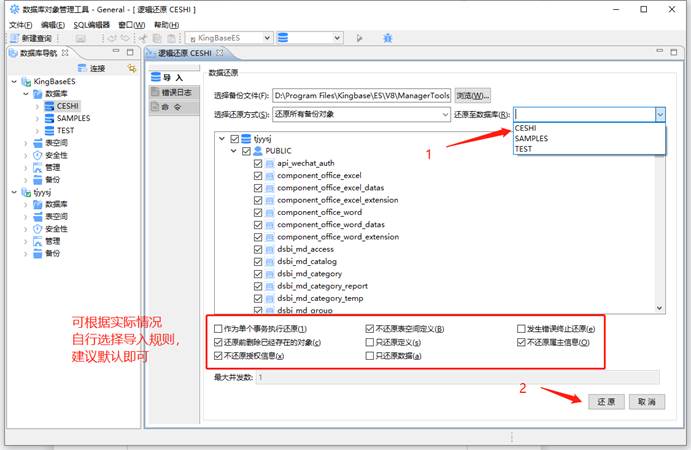 数据库对象管理工具 - General - [ 逻辑还原 CESHI ]
文件(F) 编辑(E) SQL编辑器 窗口(W) 帮助(H)
新建查询
KingBaseES
数据库导航
逻辑还原 CESHI
连接
KingBaseES
数据库
CESHI
SAMPLES
TEST
表空间
安全性
管理
备份
tjyysj
数据库
表空间
安全性
管理
备份
导 入
错误日志
命 令
数据还原
选择备份文件(F): D:\Program Files\Kingbase\ES\V8\ManagerTools 浏览(W)...
选择还原方式(S): 还原所有备份对象 还原至数据库(R):
CESHI
SAMPLES
TEST
1
tjyysj
PUBLIC
api_wechat_auth
component_office_excel
component_office_excel_datas
component_office_excel_extension
component_office_word
component_office_word_datas
component_office_word_extension
dsbi_md_access
dsbi_md_catalog
dsbi_md_category
dsbi_md_category_report
dsbi_md_category_temp
dsbi_md_group
可根据实际情况
自行选择导入规则,
建议默认即可
作为单个事务执行还原(1) 不还原表空间定义(B) 发生错误终止还原(e)
还原前删除已经存在的对象(c) 只还原定义(s) 不还原属主信息(O)
不还原授权信息(x) 只还原数据(a)
最大并发数: 1
2
还 原 取 消